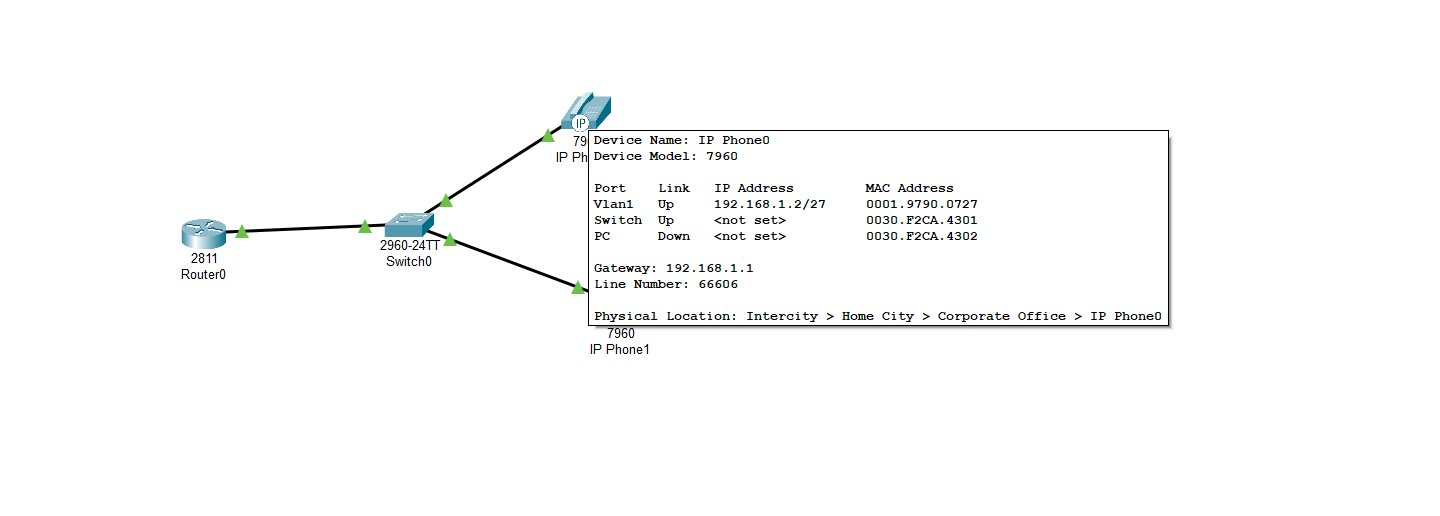 IP
79
IP Ph
Device Name: IP Phone0
Device Model: 7960
Port Link IP Address MAC Address
Vlan1 Up 192.168.1.2/27 0001.9790.0727
Switch Up <not set> 0030.F2CA.4301
PC Down <not set> 0030.F2CA.4302
Gateway: 192.168.1.1
Line Number: 66606
Physical Location: Intercity > Home City > Corporate Office > IP Phone0
2960-24TT
Switch0
2811
Router0
7960
IP Phone1